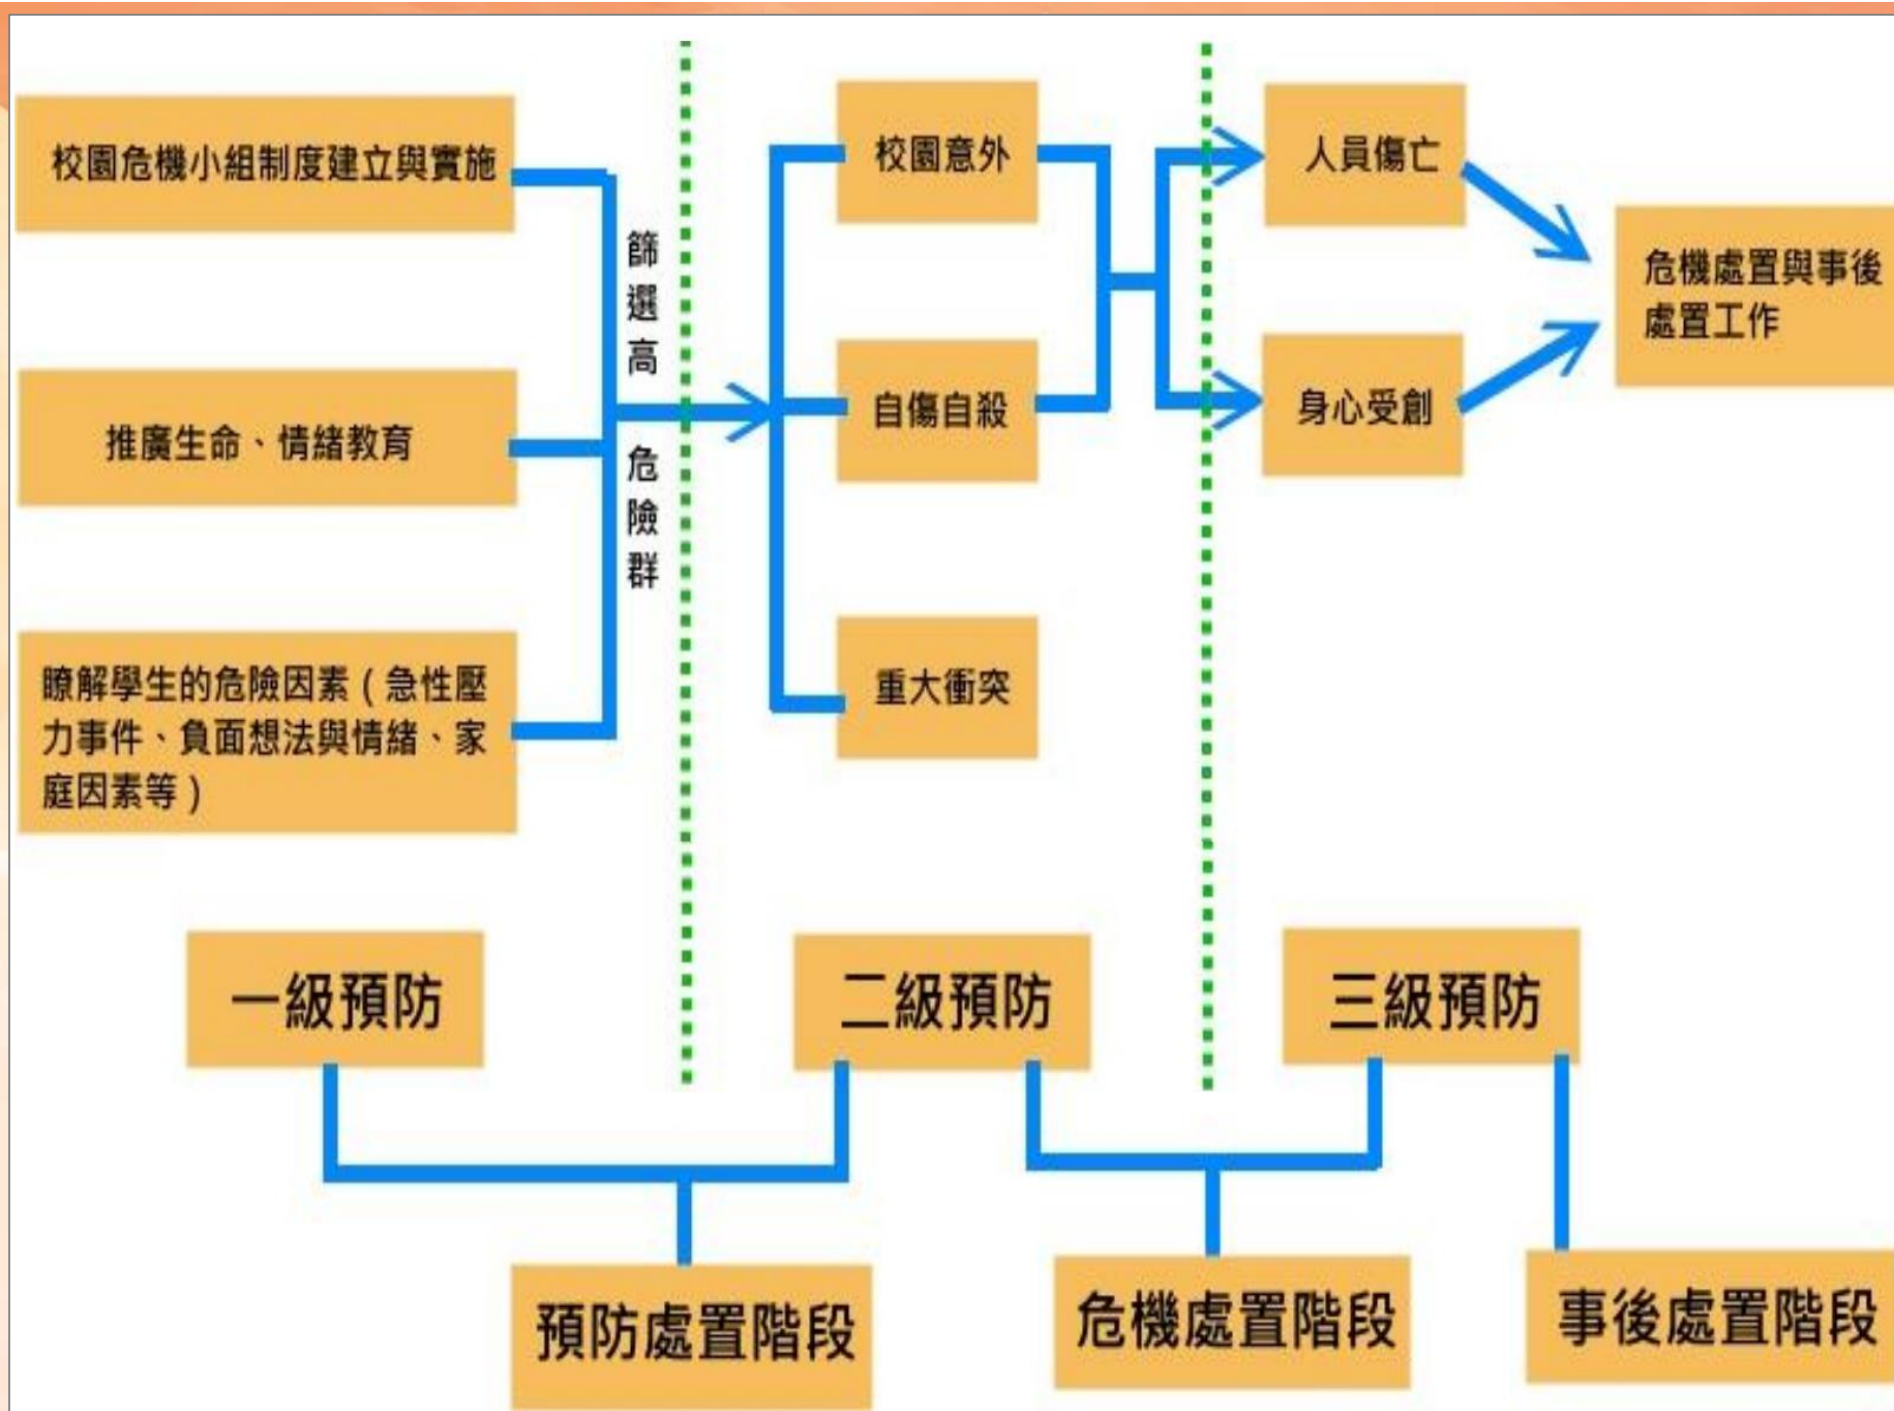 校園危機小組制度建立與實施
推廣生命、情緒教育
瞭解學生的危險因素（急性壓
力事件、負面想法與情緒、家
庭因素等）
篩選高危險群
校園意外
自傷自殺
重大衝突
人員傷亡
身心受創
危機處置與事後
處置工作
一級預防
二級預防
三級預防
預防處置階段
危機處置階段
事後處置階段